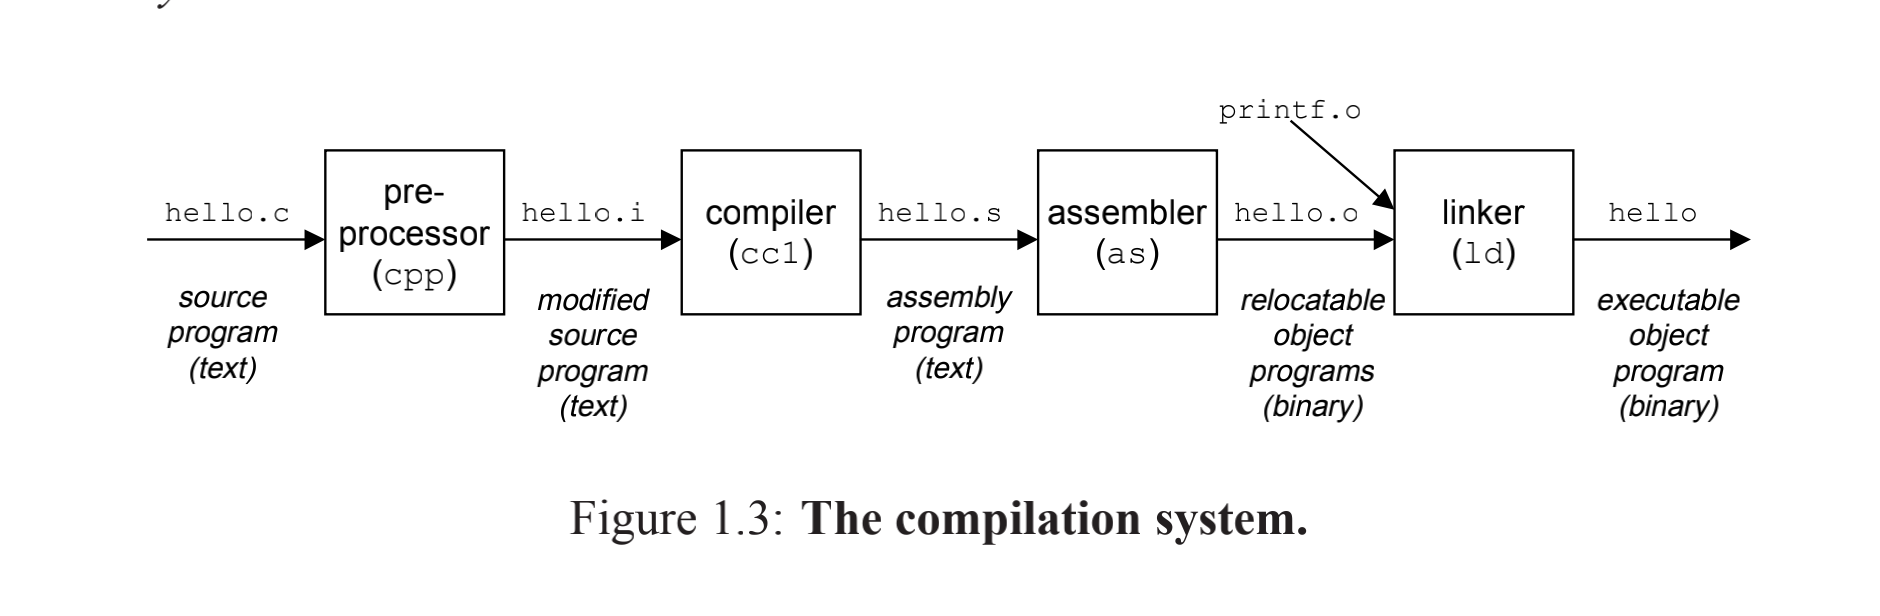 printf.o
hello.c
pre-
processor
(cpp)
hello.i
compiler
(cc1)
hello.s
assembler
(as)
hello.o
linker
(ld)
hello
source
program
(text)
modified
source
program
(text)
assembly
program
(text)
relocatable
object
programs
(binary)
executable
object
program
(binary)
Figure 1.3: The compilation system.